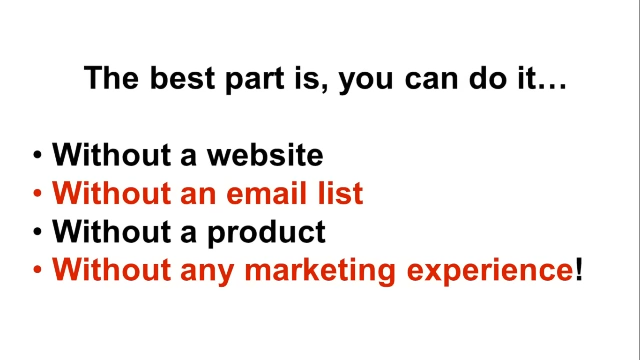 The best part is, you can do it…
• Without a website
• Without an email list
• Without a product
• Without any marketing experience!